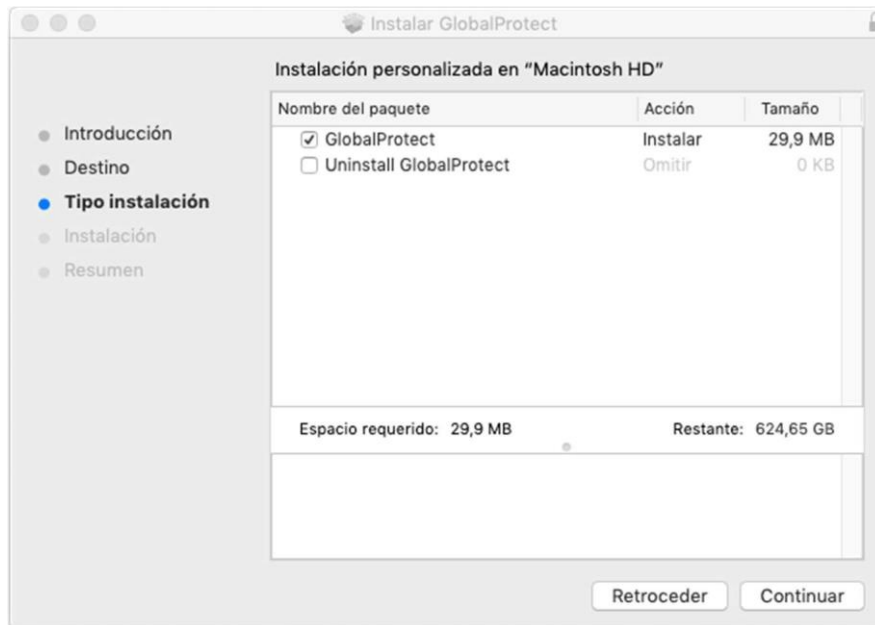 Instalar GlobalProtect
Instalación personalizada en “Macintosh HD”
Introducción
Destino
Tipo instalación
Instalación
Resumen
Nombre del paquete Acción Tamaño
GlobalProtect Instalar 29,9 MB
Uninstall GlobalProtect Omitir 0 KB
Espacio requerido: 29,9 MB Restante: 624,65 GB
Retroceder Continuar